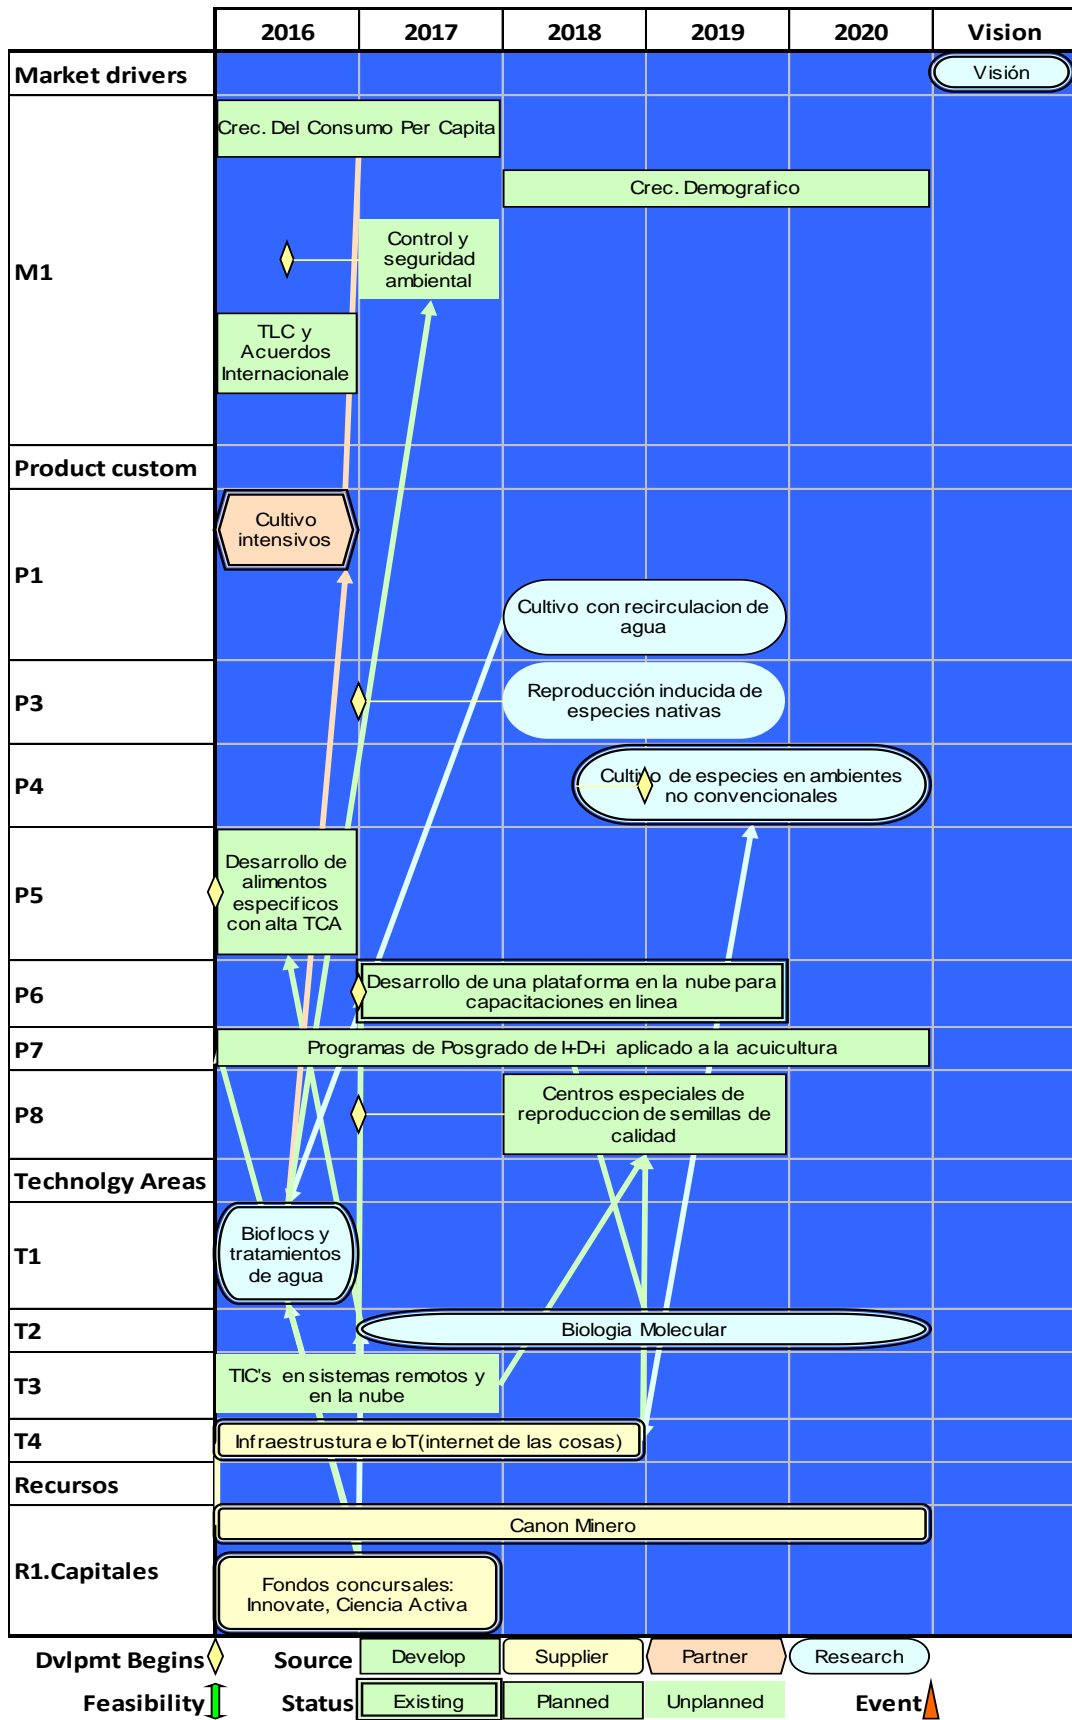 2016 2017 2018 2019 2020 Vision
Market drivers
Visión
M1
Crec. Del Consumo Per Capita
Crec. Demografico
Control y
seguridad
ambiental
TLC y
Acuerdos
Internacionale
Product custom
P1
Cultivo
intensivos
Cultivo con recirculacion de
agua
P3
Reproducción inducida de
especies nativas
P4
Cultivo de especies en ambientes
no convencionales
P5
Desarrollo de
alimentos
especificos
con alta TCA
P6
Desarrollo de una plataforma en la nube para
capacitaciones en linea
P7
Programas de Posgrado de I+D+i aplicado a la acuicultura
P8
Centros especiales de
reproduccion de semillas de
calidad
Technolgy Areas
T1
Bioflocs y
tratamientos
de agua
T2
Biologia Molecular
T3
TIC's en sistemas remotos y
en la nube
T4
Infraestrustura e IoT(internet de las cosas)
Recursos
R1.Capitales
Canon Minero
Fondos concursales:
Innovate, Ciencia Activa
Dvlpmt Begins Source Develop Supplier Partner Research
Feasibility Status Existing Planned Unplanned Event